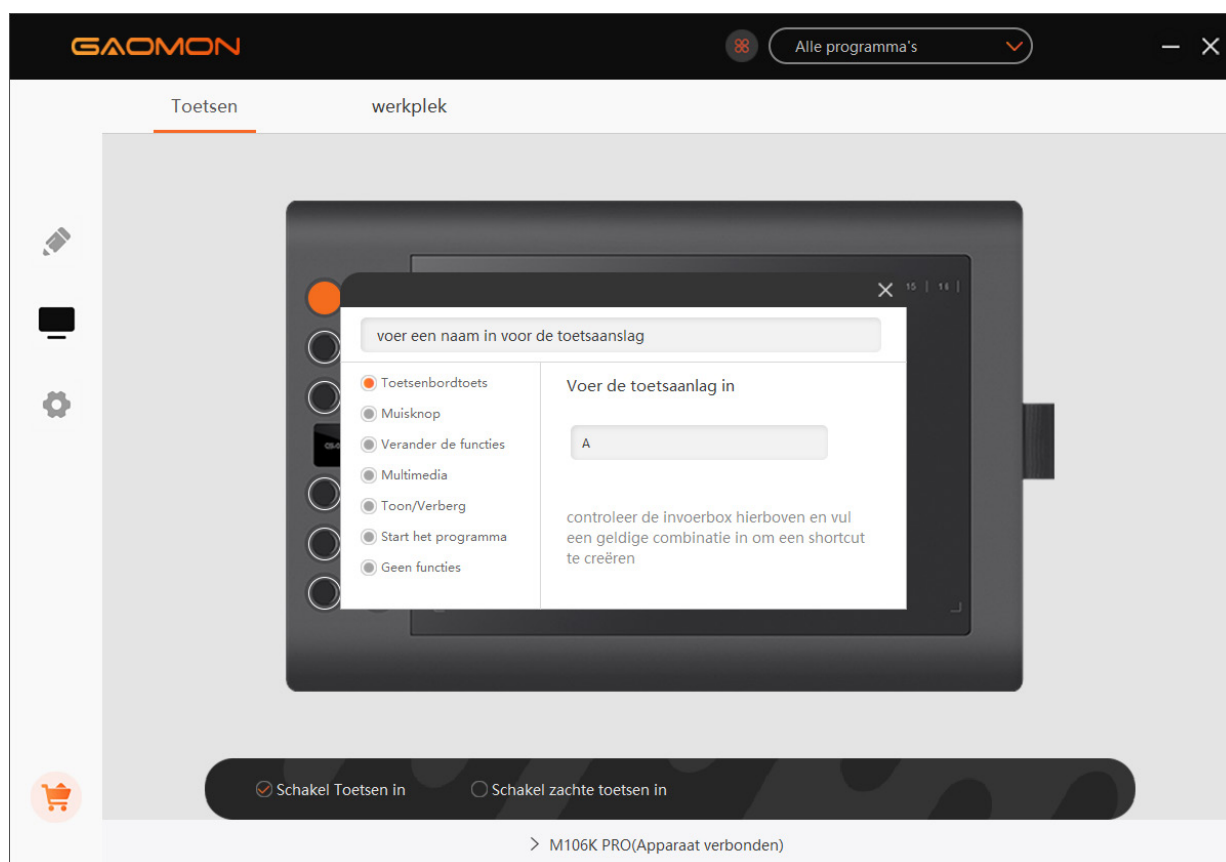 GAOMON
Alle programma's
Toetsen
werkplek
15 | 16 |
voer een naam in voor de toetsaanslag
Toetsenbordtoets
Muisknop
Verander de functies
Multimedia
Toon/Verberg
Start het programma
Geen functies
Voer de toetsaanlag in
A
controleer de invoerbox hierboven en vul
een geldige combinatie in om een shortcut
te creëren
Schakel Toetsen in
Schakel zachte toetsen in
M106K PRO(Apparaat verbonden)